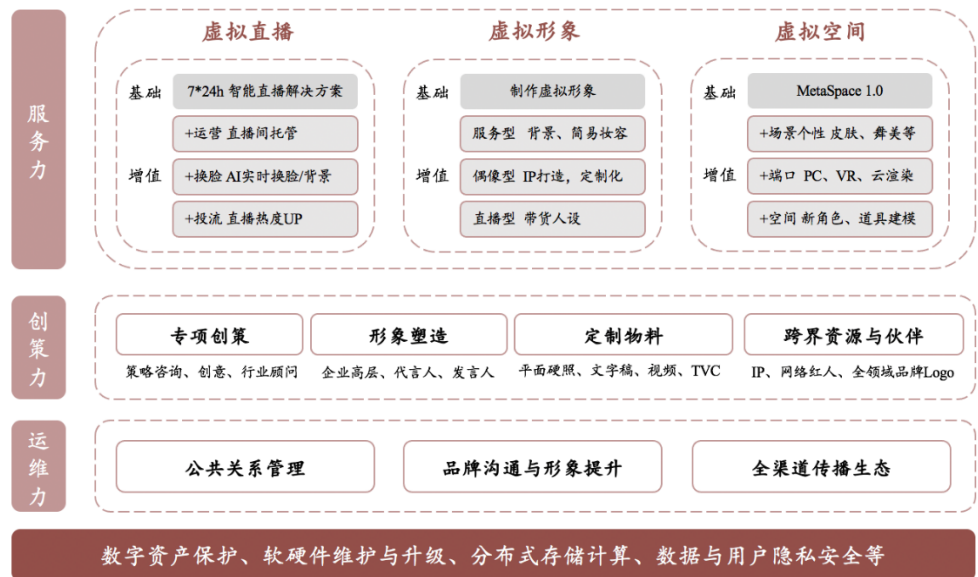 服务力
虚拟直播
基础
7*24h 智能直播解决方案
增值
+运营 直播间托管
+换脸 AI实时换脸/背景
+投流 直播热度UP
虚拟形象
基础
制作虚拟形象
增值
服务型 背景、简易妆容
偶像型 IP打造，定制化
直播型 带货人设
虚拟空间
基础
MetaSpace 1.0
增值
+场景个性 皮肤、舞美等
+端口 PC、VR、云渲染
+空间 新角色、道具建模
创策力
专项创策
策略咨询、创意、行业顾问
形象塑造
企业高层、代言人、发言人
定制物料
平面硬照、文字稿、视频、TVC
跨界资源与伙伴
IP、网络红人、全领域品牌Logo
运维力
公共关系管理
品牌沟通与形象提升
全渠道传播生态
数字资产保护、软硬件维护与升级、分布式存储计算、数据与用户隐私安全等